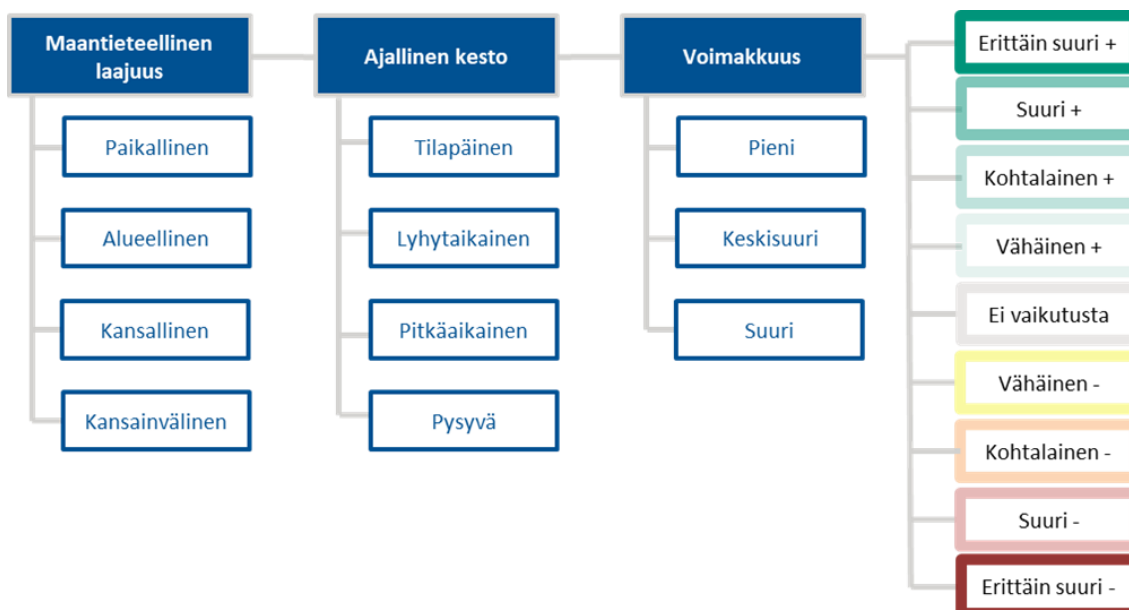 Maantieteellinen
laajuus
Paikallinen
Alueellinen
Kansallinen
Kansainvälinen
Ajallinen kesto
Tilapäinen
Lyhytaikainen
Pitkäaikainen
Pysyvä
Voimakkuus
Pieni
Keskisuuri
Suuri
Erittäin suuri +
Suuri +
Kohtalainen +
Vähäinen +
Ei vaikutusta
Vähäinen -
Kohtalainen -
Suuri -
Erittäin suuri -